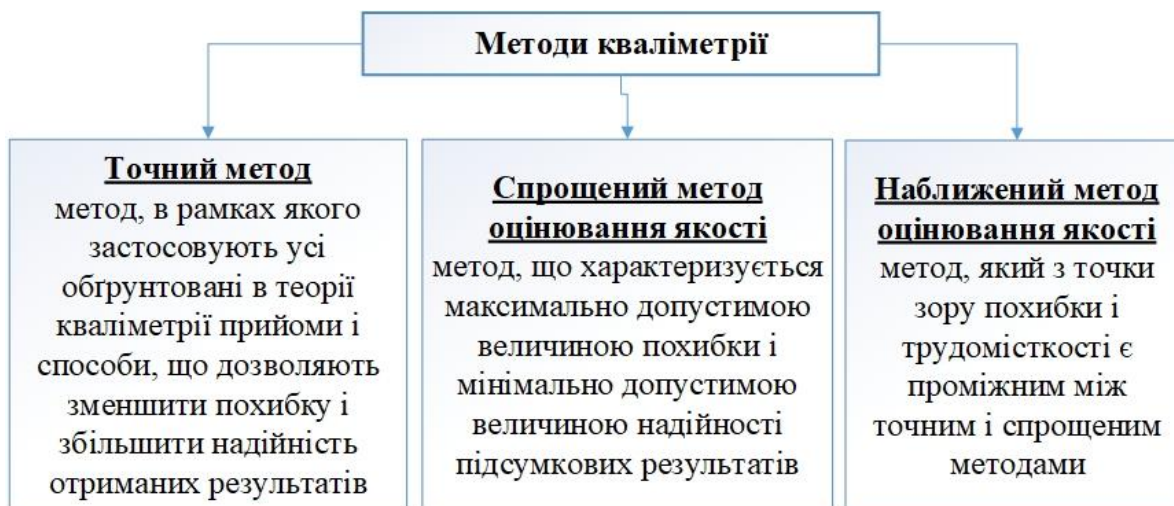 Методи кваліметрії
Точний метод
метод, в рамках якого
застосовують усі
обґрунтовані в теорії
кваліметрії прийоми і
способи, що дозволяють
зменшити похибку і
збільшити надійність
отриманих результатів
Спрощений метод
оцінювання якості
метод, що характеризується
максимально допустимою
величиною похибки і
мінімально допустимою
величиною надійності
підсумкових результатів
Наближений метод
оцінювання якості
метод, який з точки
зору похибки і
трудомісткості є
проміжним між
точним і спрощеним
методами